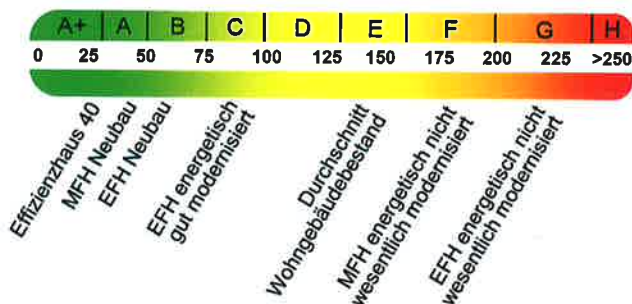 A+ A B C D E F G H
0 25 50 75 100 125 150 175 200 225 >250
Effizienzhaus 40
MFH Neubau
EFH Neubau
EFH energetisch
gut modernisiert
Durchschnitt
Wohngebäudebestand
MFH energetisch nicht
wesentlich modernisiert
EFH energetisch nicht
wesentlich modernisiert